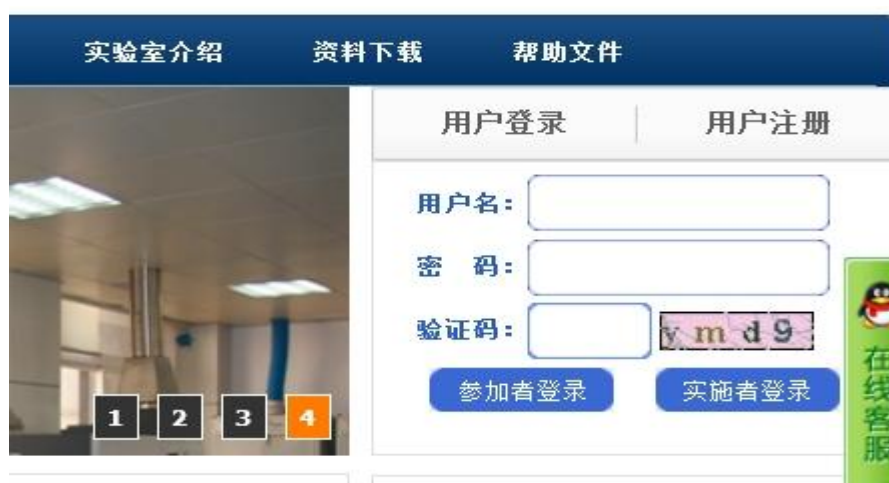 实验室介绍 资料下载 帮助文件
用户登录 用户注册
用户名：
密 码：
验证码： y m d 9
参加者登录 实施者登录
1 2 3 4
在线客服